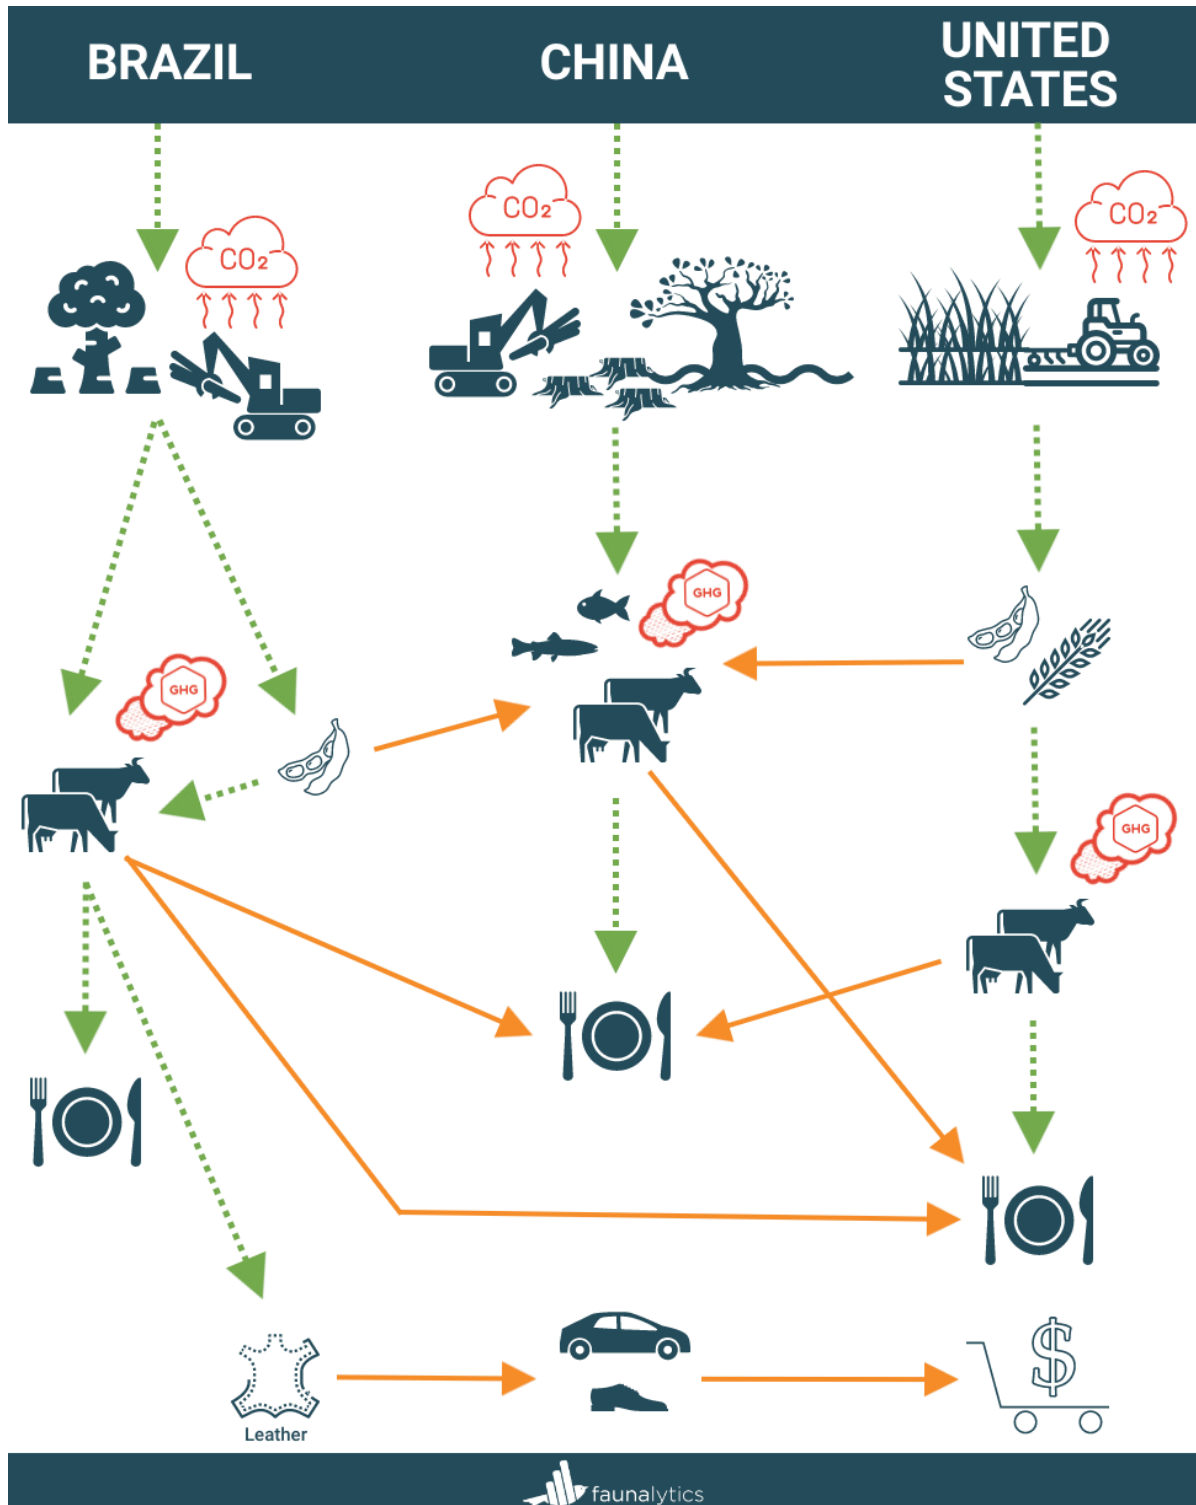 BRAZIL
CHINA
UNITED
STATES
CO₂
CO₂
CO₂
GHG
GHG
GHG
$
Leather
faunalytics